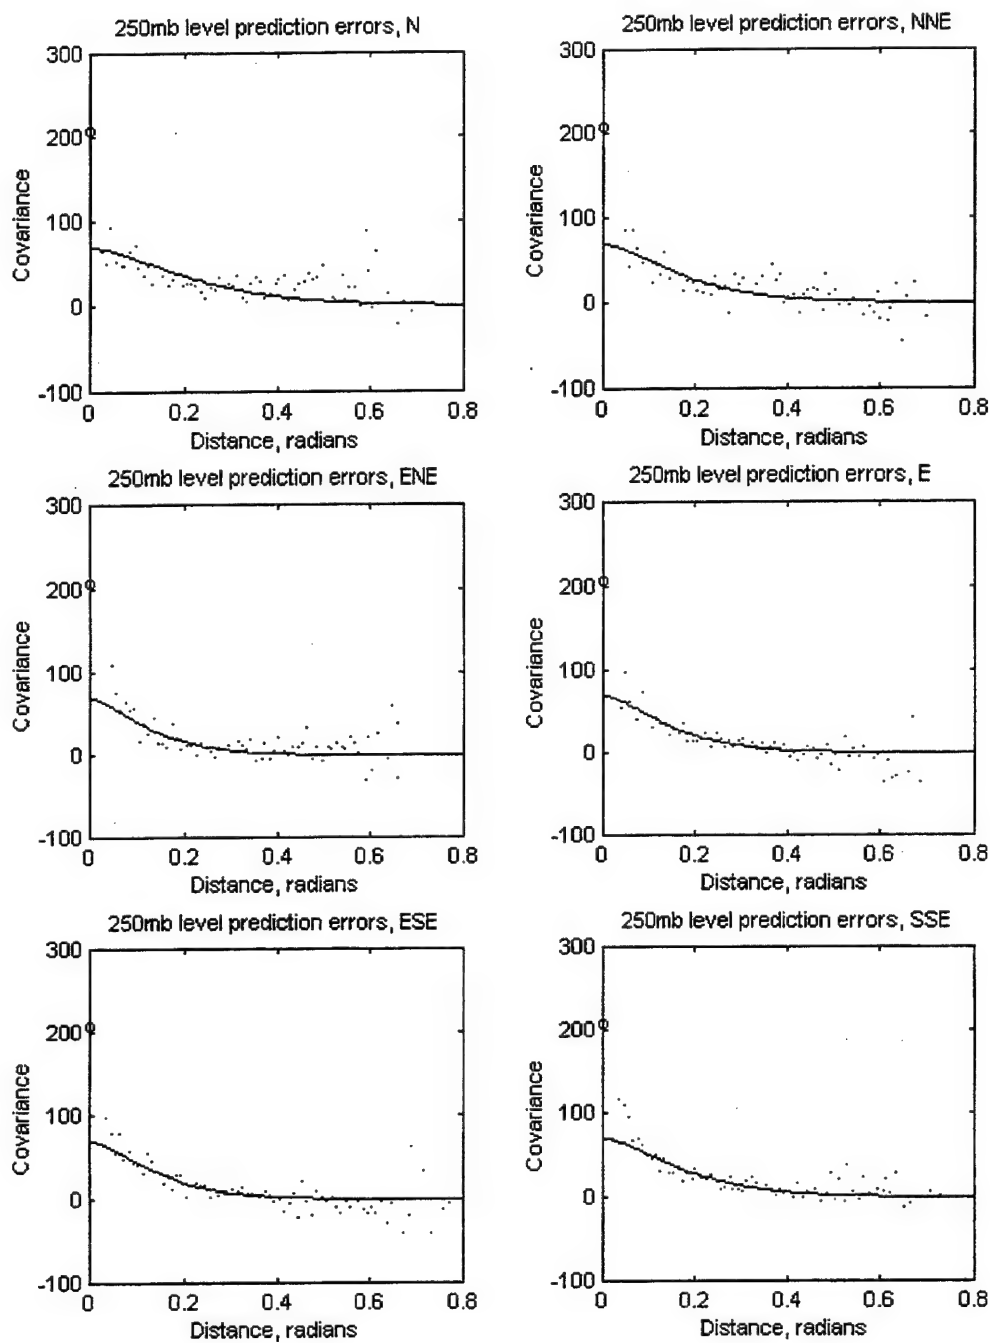 250mb level prediction errors, N
300
200
100
0
-100
Covariance
0 0.2 0.4 0.6 0.8
Distance, radians
250mb level prediction errors, NNE
300
200
100
0
-100
Covariance
0 0.2 0.4 0.6 0.8
Distance, radians
250mb level prediction errors, ENE
300
200
100
0
-100
Covariance
0 0.2 0.4 0.6 0.8
Distance, radians
250mb level prediction errors, E
300
200
100
0
-100
Covariance
0 0.2 0.4 0.6 0.8
Distance, radians
250mb level prediction errors, ESE
300
200
100
0
-100
Covariance
0 0.2 0.4 0.6 0.8
Distance, radians
250mb level prediction errors, SSE
300
200
100
0
-100
Covariance
0 0.2 0.4 0.6 0.8
Distance, radians